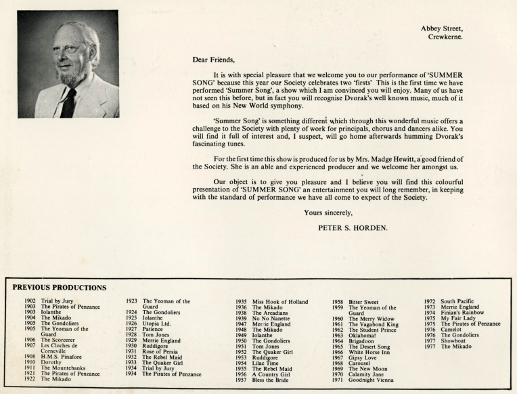 Abbey Street,
Crewkerne.
Dear Friends,
It is with special pleasure that we welcome you to our performance of 'SUMMER
SONG' because this year our Society celebrates two 'firsts' This is the first time we have
performed 'Summer Song', a show which I am convinced you will enjoy. Many of us have
not seen this before, but in fact you will recognise Dvorak's well known music, much of it
based on his New World symphony.
'Summer Song' is something different which through this wonderful music offers a
challenge to the Society with plenty of work for principals, chorus and dancers alike. You
will find it full of interest and, I suspect, will go home afterwards humming Dvorak's
fascinating tunes.
For the first time this show is produced for us by Mrs. Madge Hewitt, a good friend of
the Society. She is an able and experienced producer and we welcome her amongst us.
Our object is to give you pleasure and I believe you will find this colourful
presentation of 'SUMMER SONG' an entertainment you will long remember, in keeping
with the standard of performance we have all come to expect of the Society.
Yours sincerely,
PETER S. HORDEN.
PREVIOUS PRODUCTIONS
1902 Trial by Jury
1903 The Pirates of Penzance
1903 Iolanthe
1904 The Mikado
1905 The Gondoliers
1905 The Yeoman of the
Guard
1906 The Scorcerer
1907 Les Cloches de
Corneville
1908 H.M.S. Pinafore
1910 Dorothy
1911 The Mountebanks
1921 The Pirates of Penzance
1922 The Mikado
1923 The Yeoman of the
Guard
1924 The Gondoliers
1925 Iolanthe
1926 Utopia Ltd.
1927 Patience
1928 Tom Jones
1929 Merrie England
1930 Ruddigore
1931 Rose of Persia
1932 The Rebel Maid
1933 The Quaker Girl
1934 Trial by Jury
1934 The Pirates of Penzance
1935 Miss Hook of Holland
1936 The Mikado
1938 The Arcadians
1939 No No Nanette
1947 Merrie England
1948 The Mikado
1949 Iolanthe
1950 The Gondoliers
1951 Tom Jones
1952 The Quaker Girl
1953 Ruddigore
1954 Lilac Time
1955 The Rebel Maid
1956 A Country Girl
1957 Bless the Bride
1958 Bitter Sweet
1959 The Yeoman of the
Guard
1960 The Merry Widow
1961 The Vagabond King
1962 The Student Prince
1963 Oklahoma!
1964 Brigadoon
1965 The Desert Song
1966 White Horse Inn
1967 Gipsy Love
1968 Carousel
1969 The New Moon
1970 Calamity Jane
1971 Goodnight Vienna
1972 South Pacific
1973 Merrie England
1974 Finian's Rainbow
1975 My Fair Lady
1975 The Pirates of Penzance
1976 Camelot
1976 The Gondoliers
1977 Showboat
1977 The Mikado